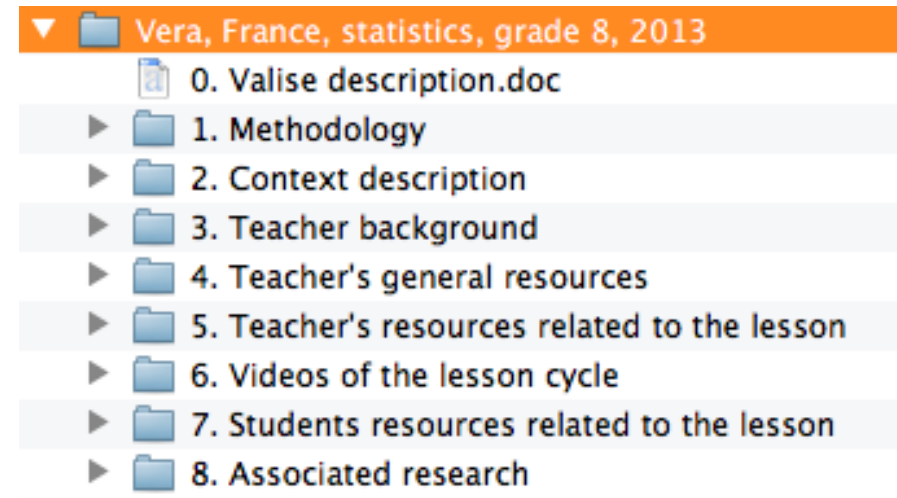 Vera, France, statistics, grade 8, 2013
0. Valise description.doc
1. Methodology
2. Context description
3. Teacher background
4. Teacher's general resources
5. Teacher's resources related to the lesson
6. Videos of the lesson cycle
7. Students resources related to the lesson
8. Associated research